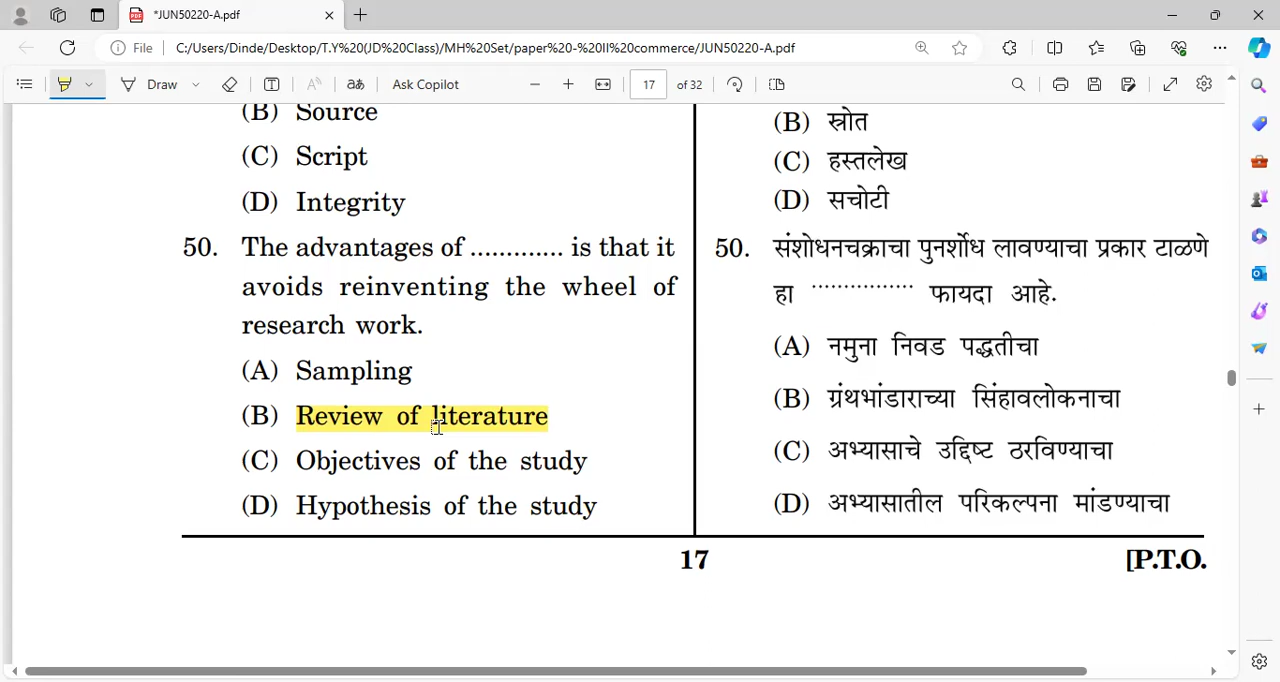 *JUN50220-A.pdf
File C:/Users/Dinde/Desktop/T.Y%20(JD%20Class)/MH%20Set/paper%20-%20II%20commerce/JUN50220-A.pdf
Draw Ask Copilot 17 of 32
(B) Source
(C) Script
(D) Integrity
50. The advantages of ............. is that it
avoids reinventing the wheel of
research work.
(A) Sampling
(B) Review of literature
(C) Objectives of the study
(D) Hypothesis of the study
(B) स्रोत
(C) हस्तलेख
(D) सचोटी
50. संशोधनचक्राचा पुनर्शोध लावण्याचा प्रकार टाळणे
हा ................ फायदा आहे.
(A) नमुना निवड पद्धतीचा
(B) ग्रंथभांडाराच्या सिंहावलोकनाचा
(C) अभ्यासाचे उद्दिष्ट ठरविण्याचा
(D) अभ्यासातील परिकल्पना मांडण्याचा
17
[P.T.O.